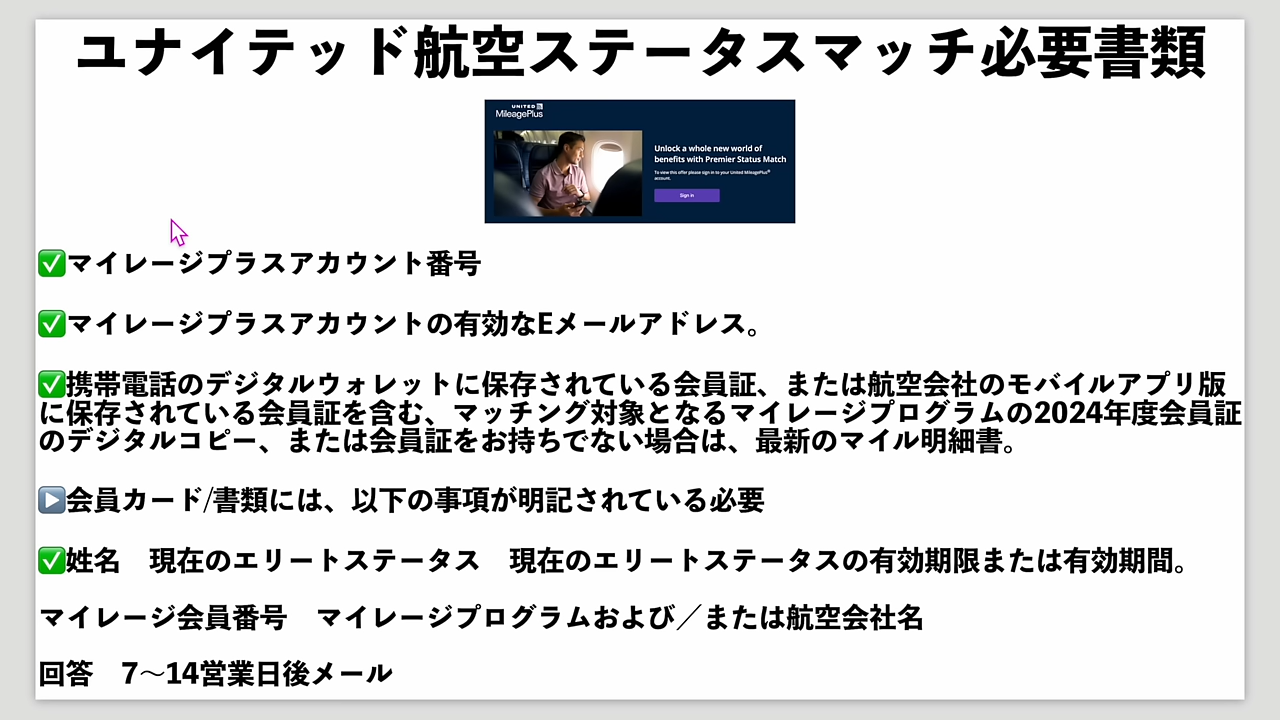 ユナイテッド航空ステータスマッチ必要書類
UNITED
MileagePlus
Unlock a whole new world of
benefits with Premier Status Match
To view this offer please sign in to your United MileagePlus®
account.
Sign in
✅マイレージプラスアカウント番号
✅マイレージプラスアカウントの有効なEメールアドレス。
✅携帯電話のデジタルウォレットに保存されている会員証、または航空会社のモバイルアプリ版
に保存されている会員証を含む、マッチング対象となるマイレージプログラムの2024年度会員証
のデジタルコピー、または会員証をお持ちでない場合は、最新のマイル明細書。
▶️会員カード/書類には、以下の事項が明記されている必要
✅姓名　現在のエリートステータス　現在のエリートステータスの有効期限または有効期間。
マイレージ会員番号　マイレージプログラムおよび／または航空会社名
回答　7〜14営業日後メール